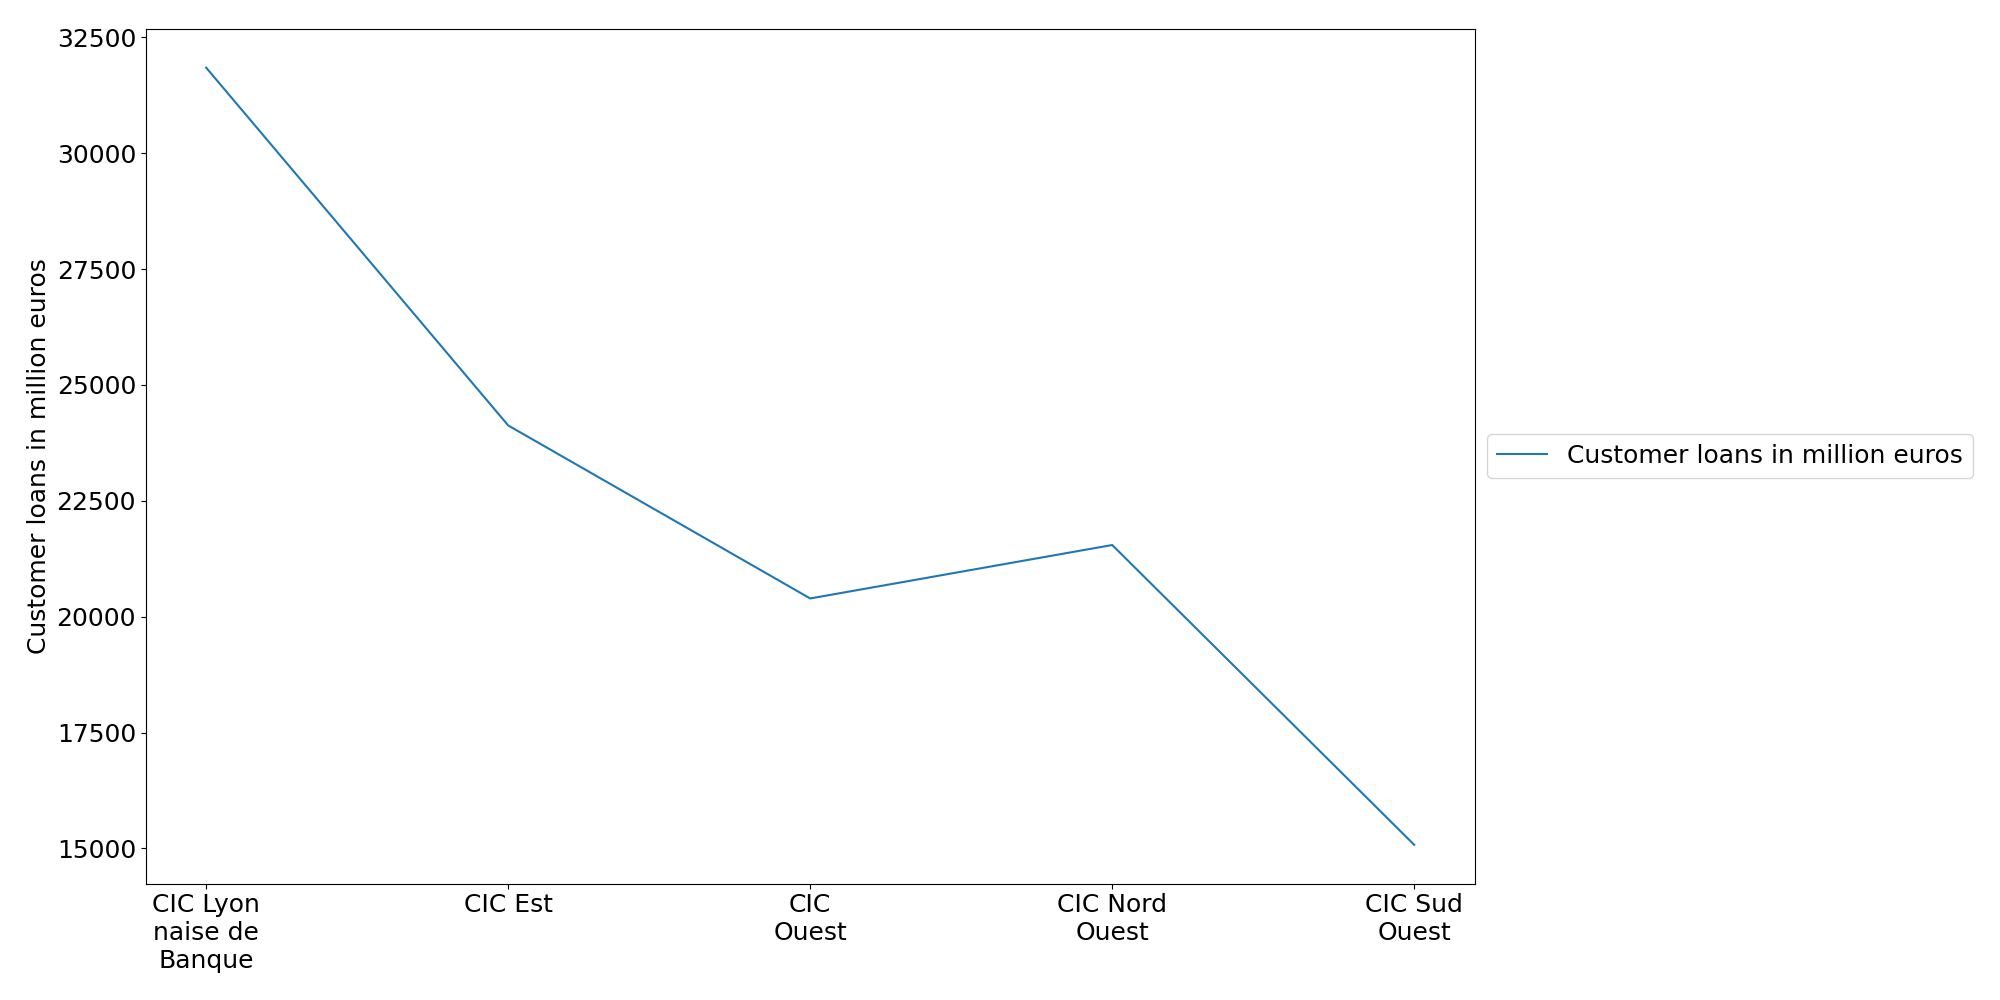 Customer loans in million euros
32500
30000
27500
25000
22500
20000
17500
15000
CIC Lyon
naise de
Banque
CIC Est
CIC
Ouest
CIC Nord
Ouest
CIC Sud
Ouest
Customer loans in million euros